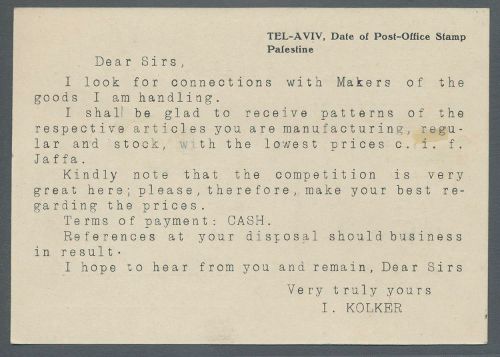 TEL-AVIV, Date of Post-Office Stamp
Palestine
Dear Sirs,
I look for connections with Makers of the
goods I am handling.
I shall be glad to receive patterns of the
respective articles you are manufacturing, regu-
lar and stock, with the lowest prices c. i. f.
Jaffa.
Kindly note that the competition is very
great here; please, therefore, make your best re-
garding the prices.
Terms of payment: CASH.
References at your disposal should business
in result.
I hope to hear from you and remain, Dear Sirs
Very truly yours
I. KOLKER